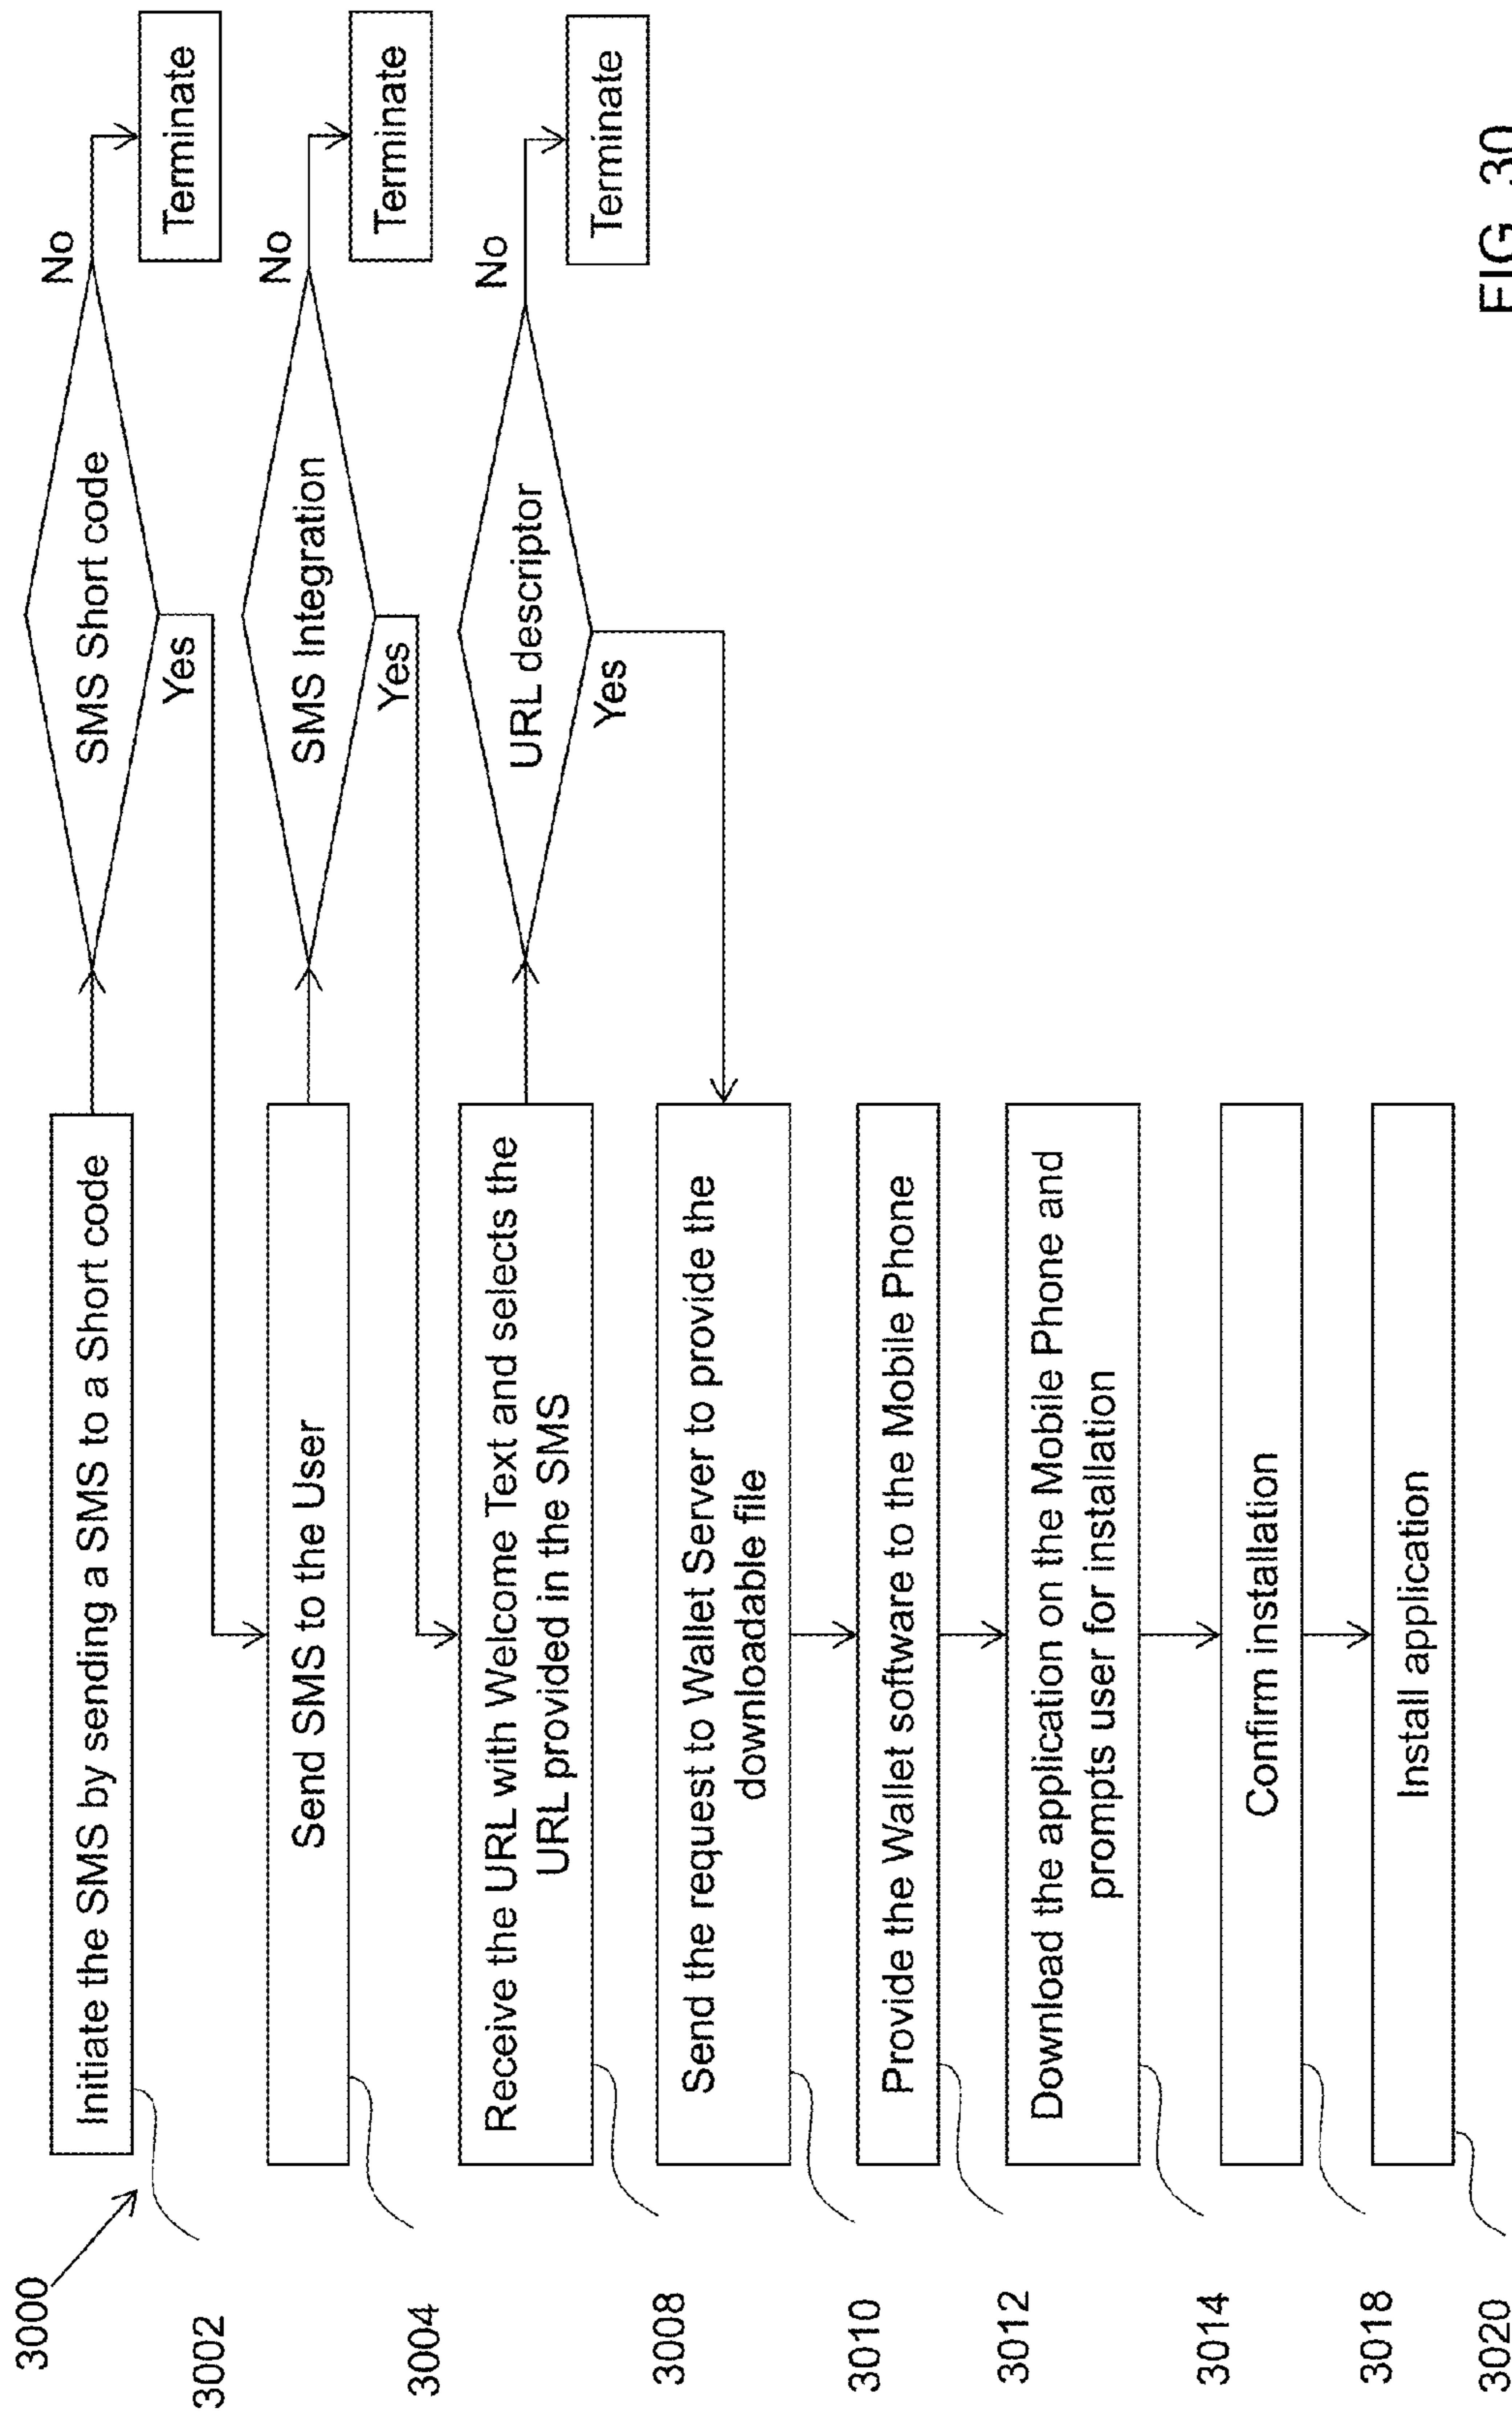 3000
Initiate the SMS by sending a SMS to a Short code
3002
SMS Short code
No
Terminate
Yes
Send SMS to the User
3004
SMS Integration
No
Terminate
Yes
Receive the URL with Welcome Text and selects the
URL provided in the SMS
3008
URL descriptor
No
Terminate
Yes
Send the request to Wallet Server to provide the
downloadable file
3010
Provide the Wallet software to the Mobile Phone
3012
Download the application on the Mobile Phone and
prompts user for installation
3014
Confirm installation
3018
Install application
3020
FIG. 30